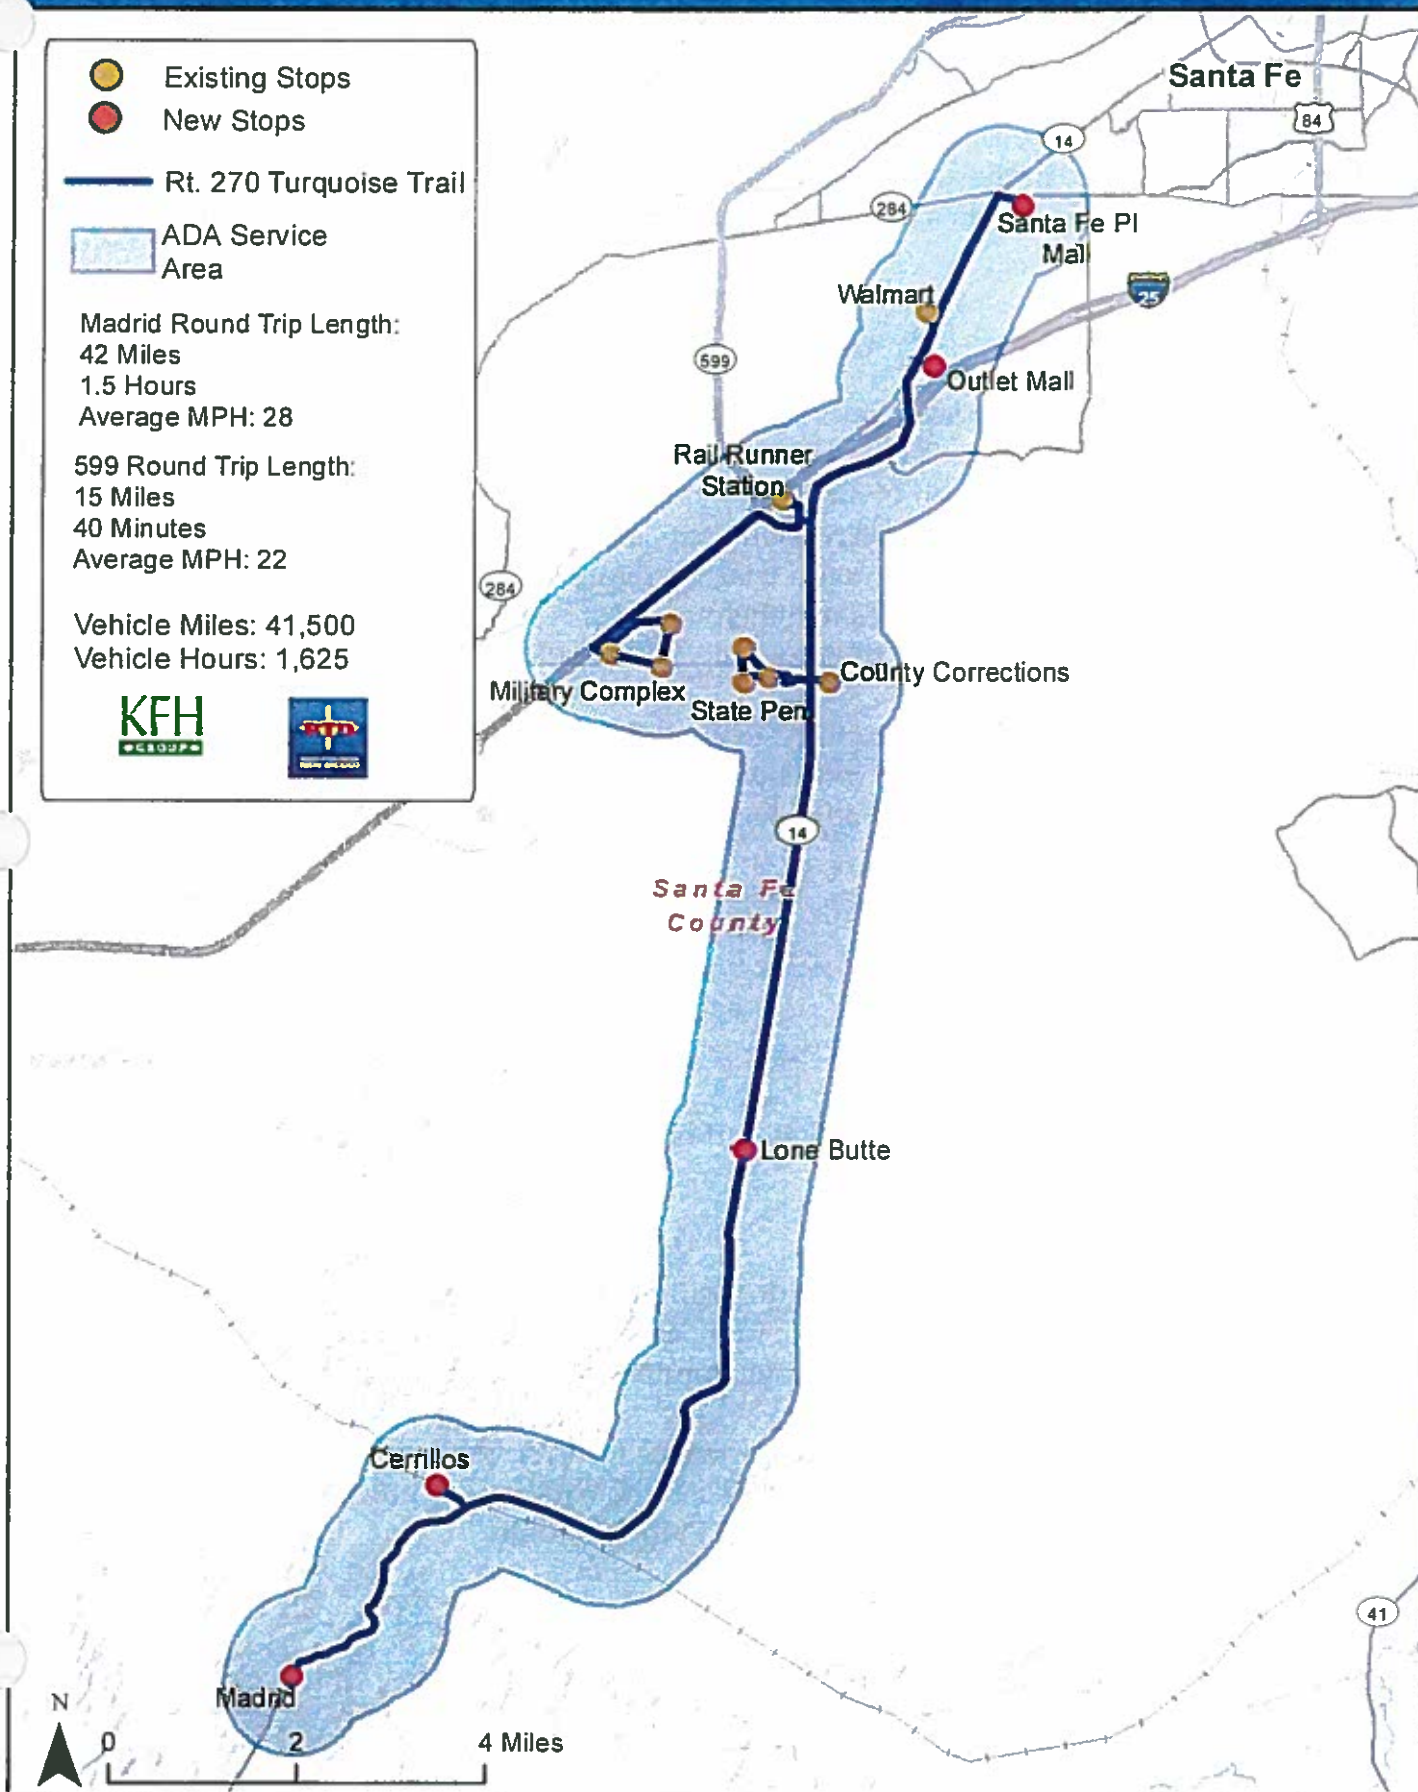 Existing Stops
New Stops
Rt. 270 Turquoise Trail
ADA Service
Area
Madrid Round Trip Length:
42 Miles
1.5 Hours
Average MPH: 28
599 Round Trip Length:
15 Miles
40 Minutes
Average MPH: 22
Vehicle Miles: 41,500
Vehicle Hours: 1,625
KFH
GROUP
RTD
Santa Fe
84
14
284
Santa Fe Pl
Mall
25
Walmart
599
Outlet Mall
Rail Runner
Station
284
County Corrections
Military Complex
State Pen
14
Santa Fe
County
Lone Butte
Cerrillos
41
Madrid
N
0 2 4 Miles